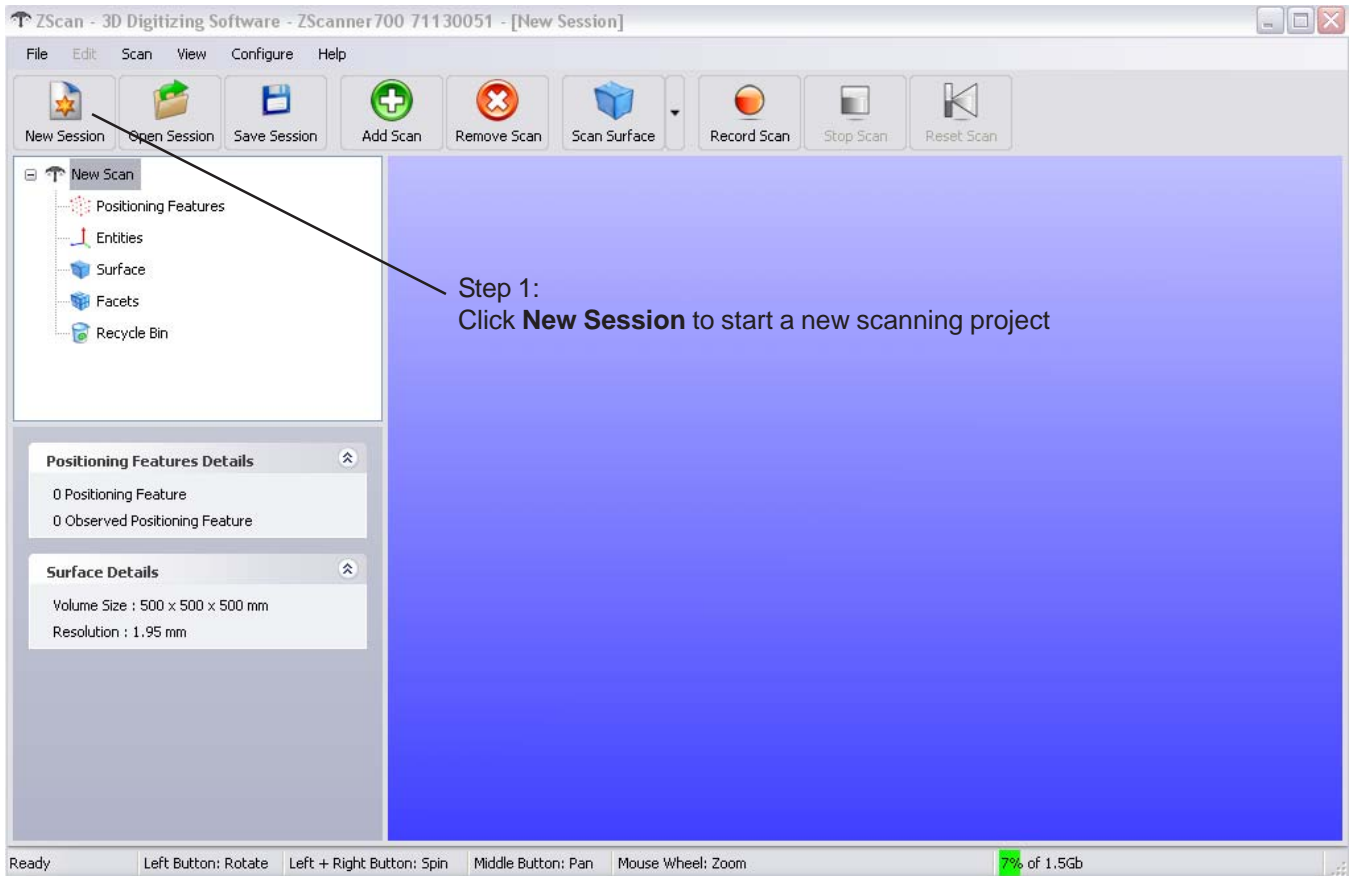 ZScan - 3D Digitizing Software - ZScanner700 71130051 - [New Session]
File Edit Scan View Configure Help
New Session Open Session Save Session Add Scan Remove Scan Scan Surface Record Scan Stop Scan Reset Scan
New Scan
Positioning Features
Entities
Surface
Facets
Recycle Bin
Step 1:
Click New Session to start a new scanning project
Positioning Features Details
0 Positioning Feature
0 Observed Positioning Feature
Surface Details
Volume Size : 500 x 500 x 500 mm
Resolution : 1.95 mm
Ready Left Button: Rotate Left + Right Button: Spin Middle Button: Pan Mouse Wheel: Zoom 7% of 1.5Gb